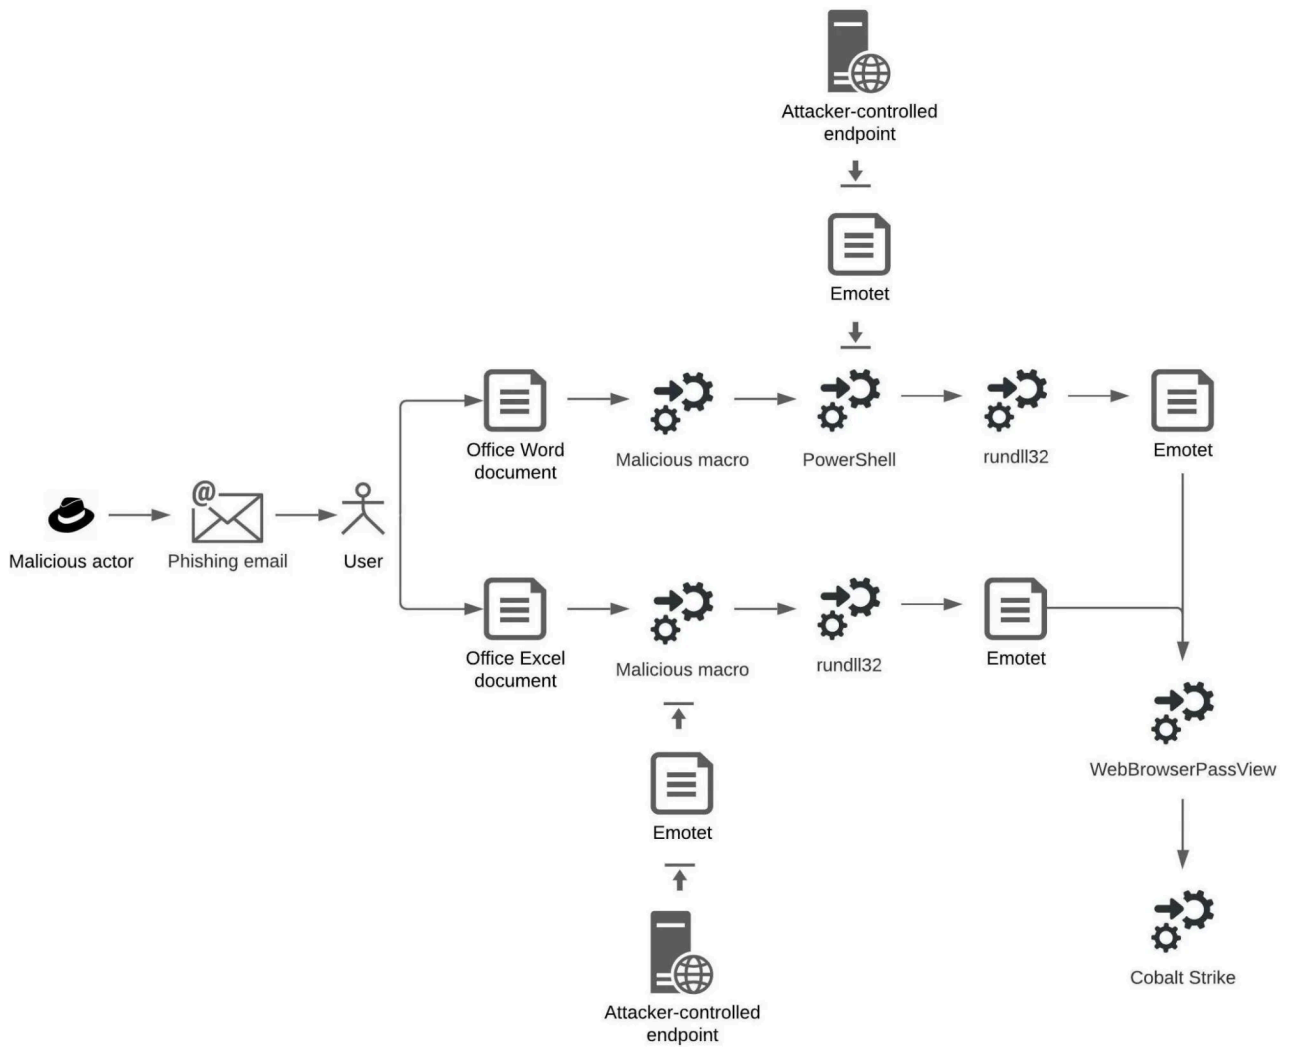 Attacker-controlled
endpoint
Emotet
Office Word
document
Malicious macro
PowerShell
rundll32
Emotet
@
Malicious actor
Phishing email
User
Office Excel
document
Malicious macro
rundll32
Emotet
WebBrowserPassView
Emotet
Cobalt Strike
Attacker-controlled
endpoint